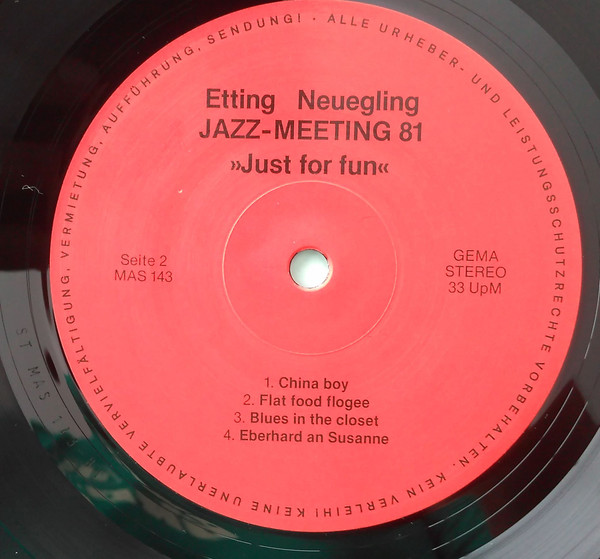 ALLE URHEBER- UND LEISTUNGSSCHUTZRECHTE VORBEHALTEN. KEIN VERLEIH! KEINE UNERLAUBTE VERVIELFÄLTIGUNG, VERMIETUNG, AUFFÜHRUNG, SENDUNG! ·
Etting Neuegling
JAZZ-MEETING 81
»Just for fun«
Seite 2
MAS 143
GEMA
STEREO
33 UpM
1. China boy
2. Flat food flogee
3. Blues in the closet
4. Eberhard an Susanne
ST MAS